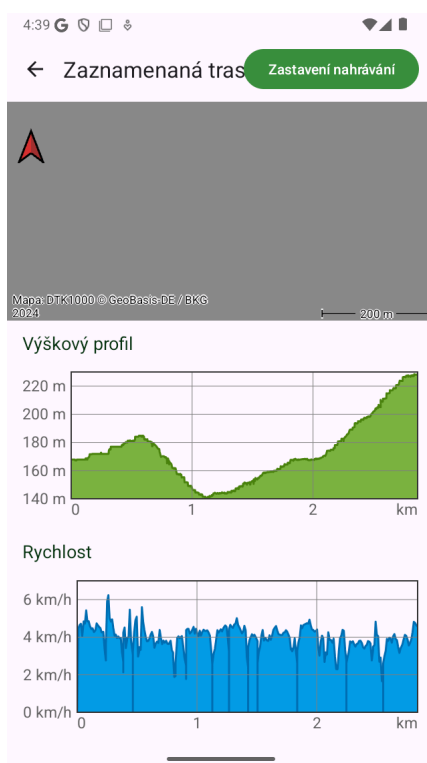 4:39
Zaznamenaná tras
Zastavení nahrávání
Mapa: DTK1000 © GeoBasis-DE / BKG
2024
200 m
Výškový profil
220 m
200 m
180 m
160 m
140 m
0 1 2 km
Rychlost
6 km/h
4 km/h
2 km/h
0 km/h
0 1 2 km